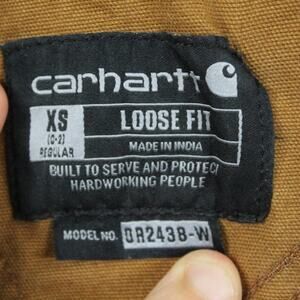 carhartt
XS LOOSE FIT
(0-2)
REGULAR MADE IN INDIA
BUILT TO SERVE AND PROTECT
HARDWORKING PEOPLE
MODEL NO. OR2438-W